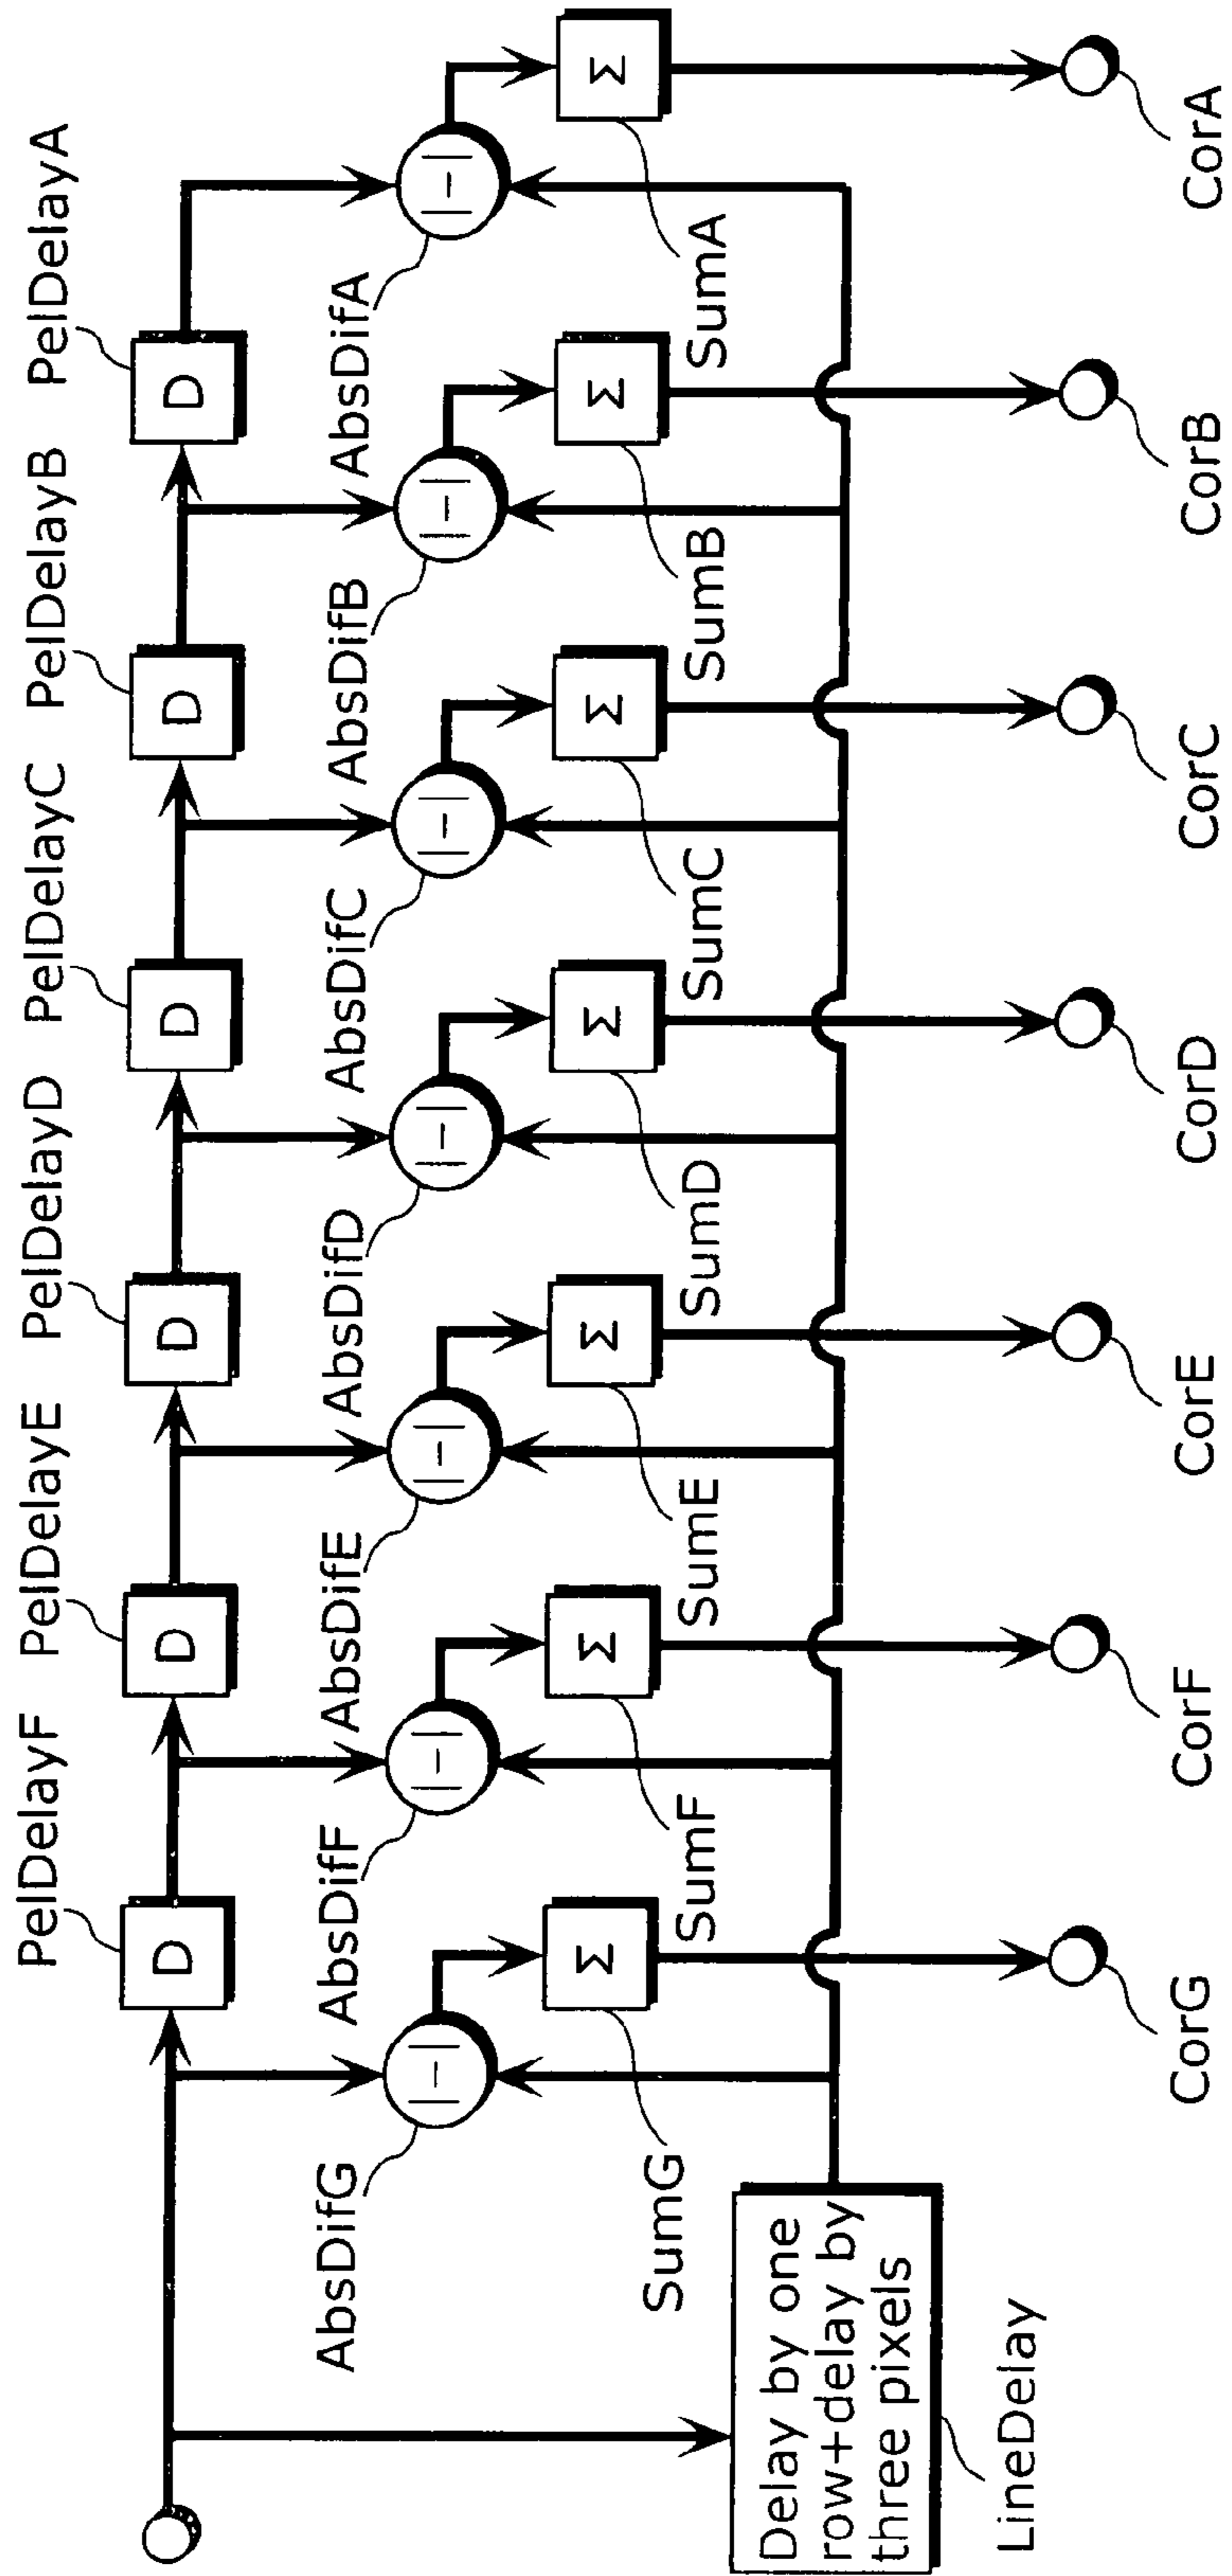 PelDelayF
PelDelayE
PelDelayD
PelDelayC
PelDelayB
PelDelayA
D
D
D
D
D
D
|−|
|−|
|−|
|−|
|−|
|−|
|−|
AbsDifG
AbsDifF
AbsDifE
AbsDifD
AbsDifC
AbsDifB
AbsDifA
Σ
Σ
Σ
Σ
Σ
Σ
Σ
SumG
SumF
SumE
SumD
SumC
SumB
SumA
Delay by one
row+delay by
three pixels
LineDelay
CorG
CorF
CorE
CorD
CorC
CorB
CorA